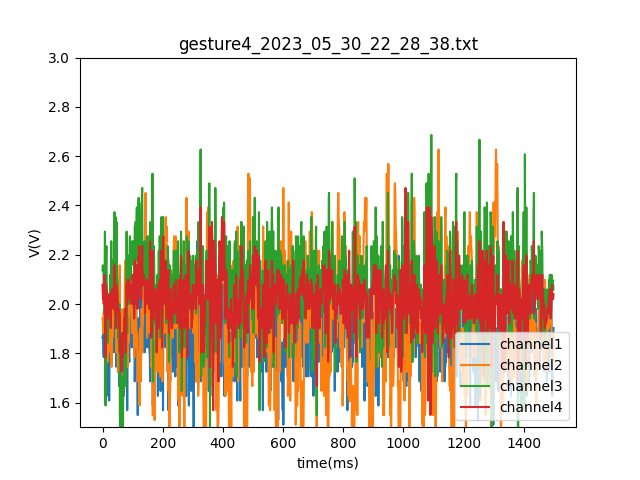 gesture4_2023_05_30_22_28_38.txt
3.0
2.8
2.6
2.4
2.2
2.0
1.8
1.6
V(V)
channel1
channel2
channel3
channel4
0 200 400 600 800 1000 1200 1400
time(ms)